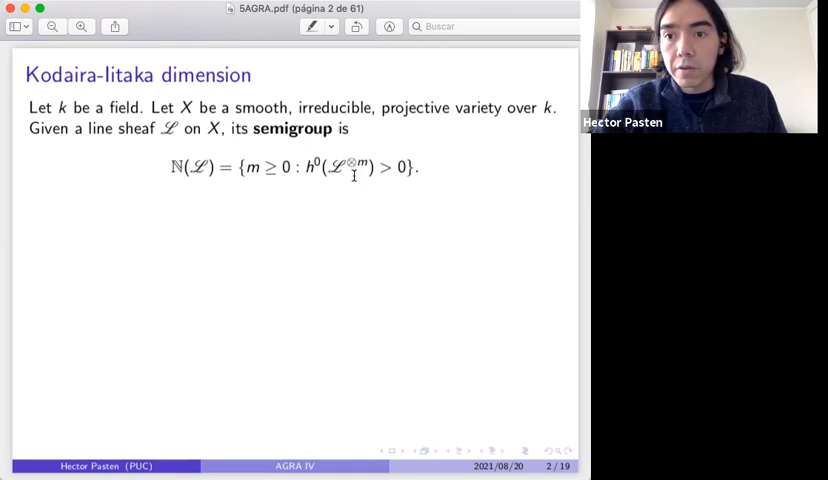 5AGRA.pdf (página 2 de 61)
Buscar
Kodaira-Iitaka dimension
Let k be a field. Let X be a smooth, irreducible, projective variety over k.
Given a line sheaf ℒ on X, its semigroup is
ℕ(ℒ) = {m ≥ 0 : h⁰(ℒ^{⊗m}) > 0}.
Hector Pasten (PUC) AGRA IV 2021/08/20 2 / 19
Hector Pasten